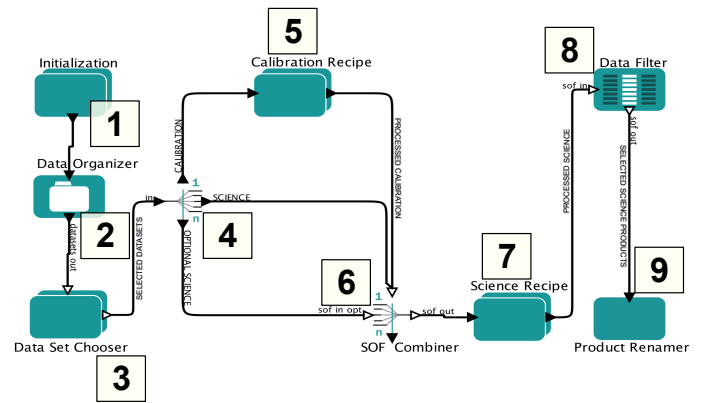 5
8
Initialization
Calibration Recipe
Data Filter
sof in
1
CALIBRATION
PROCESSED CALIBRATION
PROCESSED SCIENCE
sof out
SELECTED SCIENCE PRODUCTS
Data Organizer
in
1
SCIENCE
n
datasets out
2
SELECTED DATASETS
OPTIONAL SCIENCE
4
7
9
6
Science Recipe
1
sof in opt
sof out
n
Data Set Chooser
SOF Combiner
Product Renamer
3